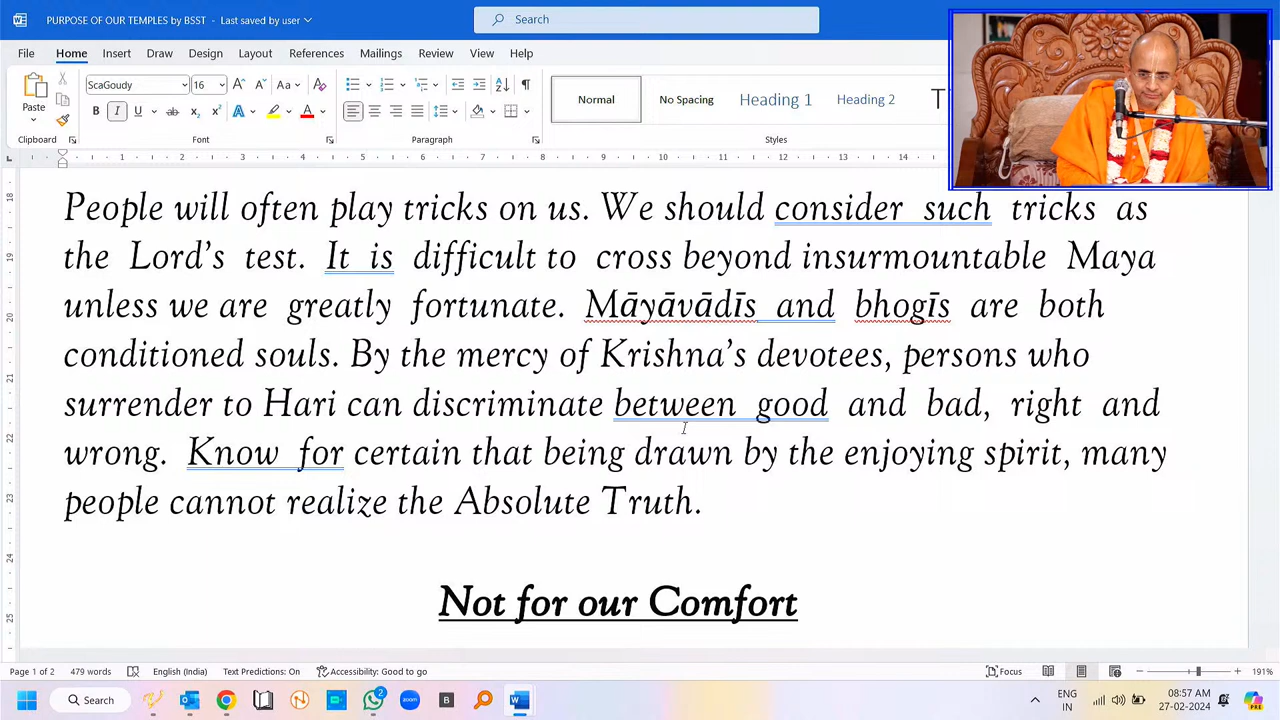 PURPOSE OF OUR TEMPLES by BSST • Last saved by user
Search
File Home Insert Draw Design Layout References Mailings Review View Help
Paste
ScaGoudy 16
Clipboard Font Paragraph Styles
Normal No Spacing Heading 1 Heading 2
People will often play tricks on us. We should consider such tricks as
the Lord's test. It is difficult to cross beyond insurmountable Maya
unless we are greatly fortunate. Māyāvādīs and bhogīs are both
conditioned souls. By the mercy of Krishna's devotees, persons who
surrender to Hari can discriminate between good and bad, right and
wrong. Know for certain that being drawn by the enjoying spirit, many
people cannot realize the Absolute Truth.
Not for our Comfort
Page 1 of 2 479 words English (India) Text Predictions: On Accessibility: Good to go Focus 191%
Search
ENG
IN
08:57 AM
27-02-2024